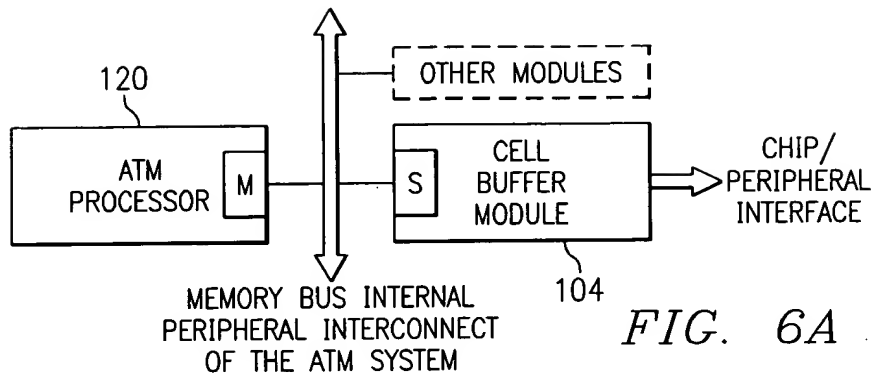 120
OTHER MODULES
ATM
PROCESSOR
M
S
CELL
BUFFER
MODULE
CHIP/
PERIPHERAL
INTERFACE
104
MEMORY BUS INTERNAL
PERIPHERAL INTERCONNECT
OF THE ATM SYSTEM
FIG. 6A